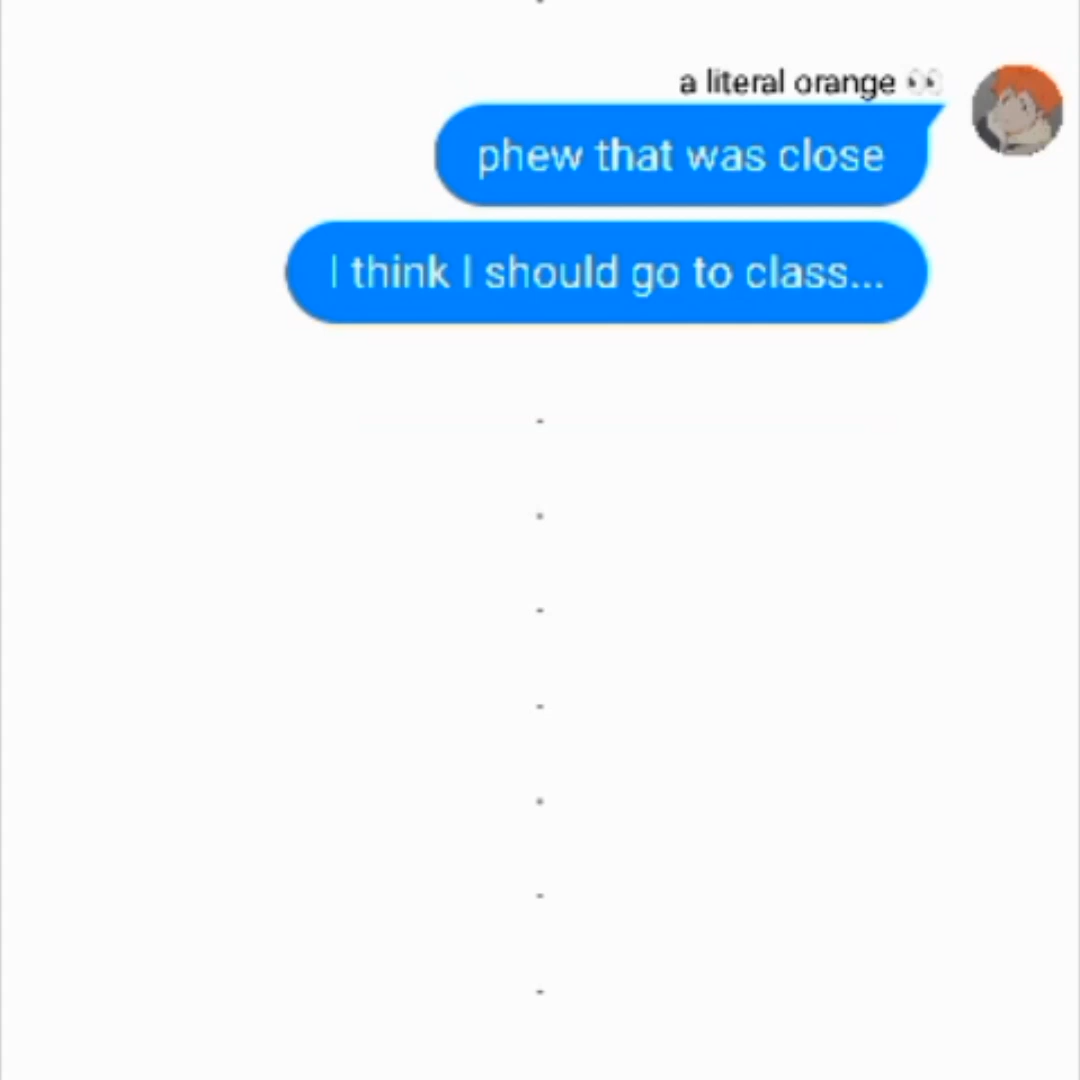 a literal orange 👀
phew that was close
I think I should go to class...
-
.
-
-
.
-
-